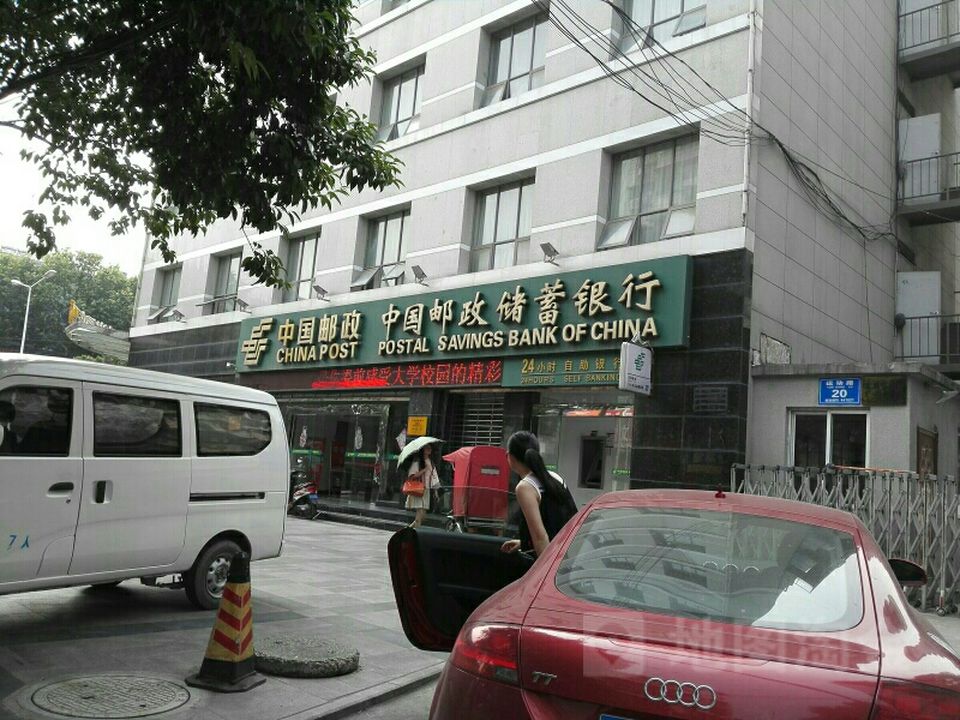 中国邮政 中国邮政储蓄银行
CHINA POST POSTAL SAVINGS BANK OF CHINA
大学校园的精彩
24小时自助银行
24HOURS SELF BANKING
20
7人
TT